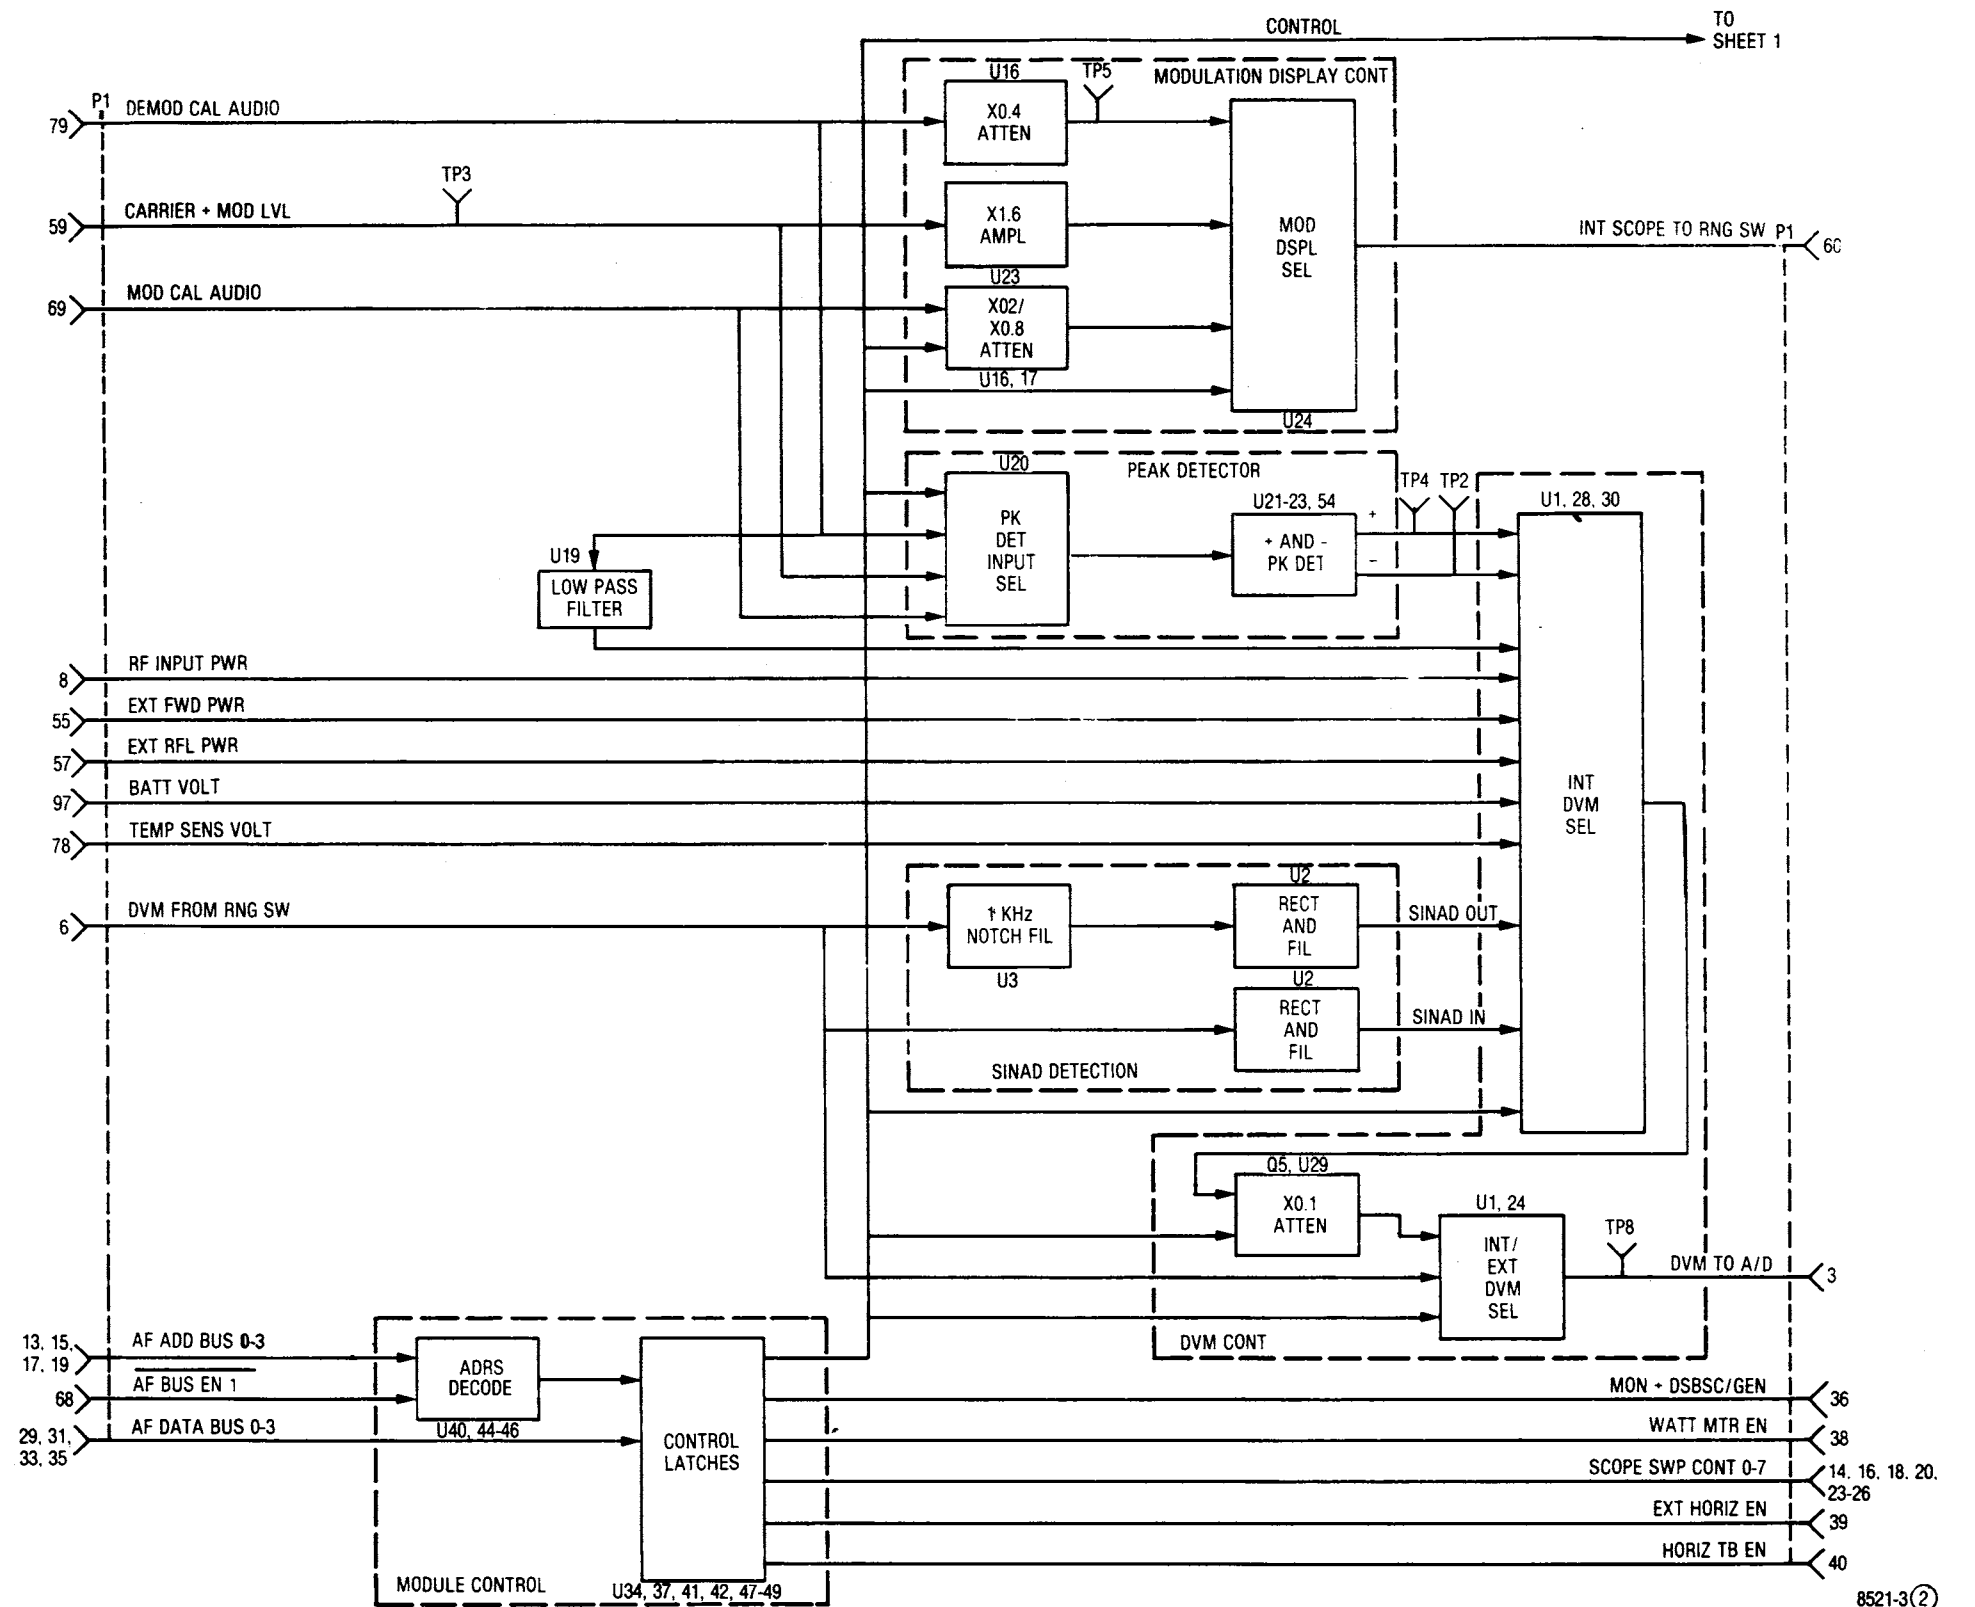 CONTROL
TO
SHEET 1
P1
79
DEMOD CAL AUDIO
U16
X0.4
ATTEN
TP5
MODULATION DISPLAY CONT
TP3
59
CARRIER + MOD LVL
X1.6
AMPL
U23
MOD
DSPL
SEL
INT SCOPE TO RNG SW
P1
60
69
MOD CAL AUDIO
X02/
X0.8
ATTEN
U16, 17
U24
U20
PEAK DETECTOR
PK
DET
INPUT
SEL
U21-23, 54
+ AND -
PK DET
+
-
TP4
TP2
U1, 28, 30
U19
LOW PASS
FILTER
8
RF INPUT PWR
55
EXT FWD PWR
57
EXT RFL PWR
97
BATT VOLT
78
TEMP SENS VOLT
INT
DVM
SEL
6
DVM FROM RNG SW
1 KHz
NOTCH FIL
U3
U2
RECT
AND
FIL
SINAD OUT
U2
RECT
AND
FIL
SINAD IN
SINAD DETECTION
Q5, U29
X0.1
ATTEN
U1, 24
INT/
EXT
DVM
SEL
TP8
DVM TO A/D
3
DVM CONT
13, 15,
17, 19
AF ADD BUS 0-3
68
AF BUS EN 1
29, 31,
33, 35
AF DATA BUS 0-3
ADRS
DECODE
U40, 44-46
CONTROL
LATCHES
U34, 37, 41, 42, 47-49
MODULE CONTROL
MON + DSBSC/GEN
36
WATT MTR EN
38
SCOPE SWP CONT 0-7
14, 16, 18, 20,
23-26
EXT HORIZ EN
39
HORIZ TB EN
40
8521-3(2)